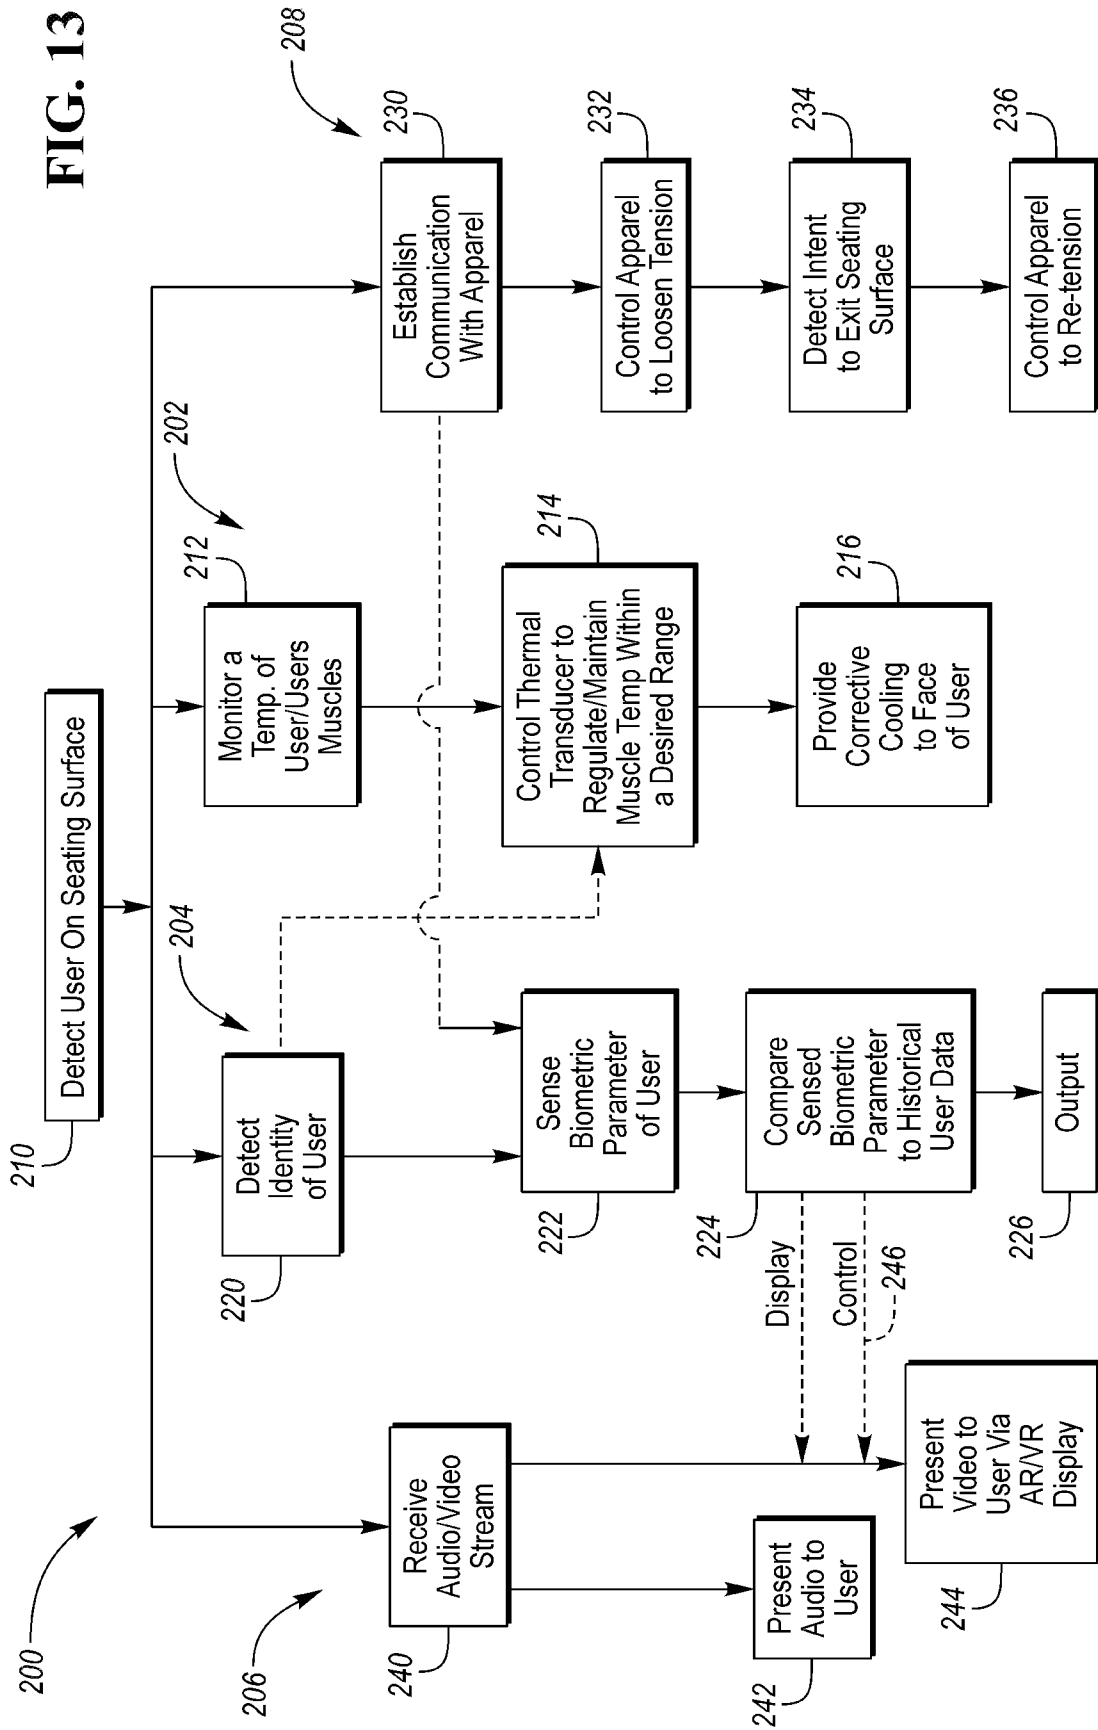 FIG. 13
200
210
Detect User On Seating Surface
206
204
202
208
240
Receive
Audio/Video
Stream
242
Present
Audio to
User
244
Present
Video to
User Via
AR/VR
Display
220
Detect
Identity
of User
222
Sense
Biometric
Parameter
of User
224
Compare
Sensed
Biometric
Parameter
to Historical
User Data
Display
Control
246
226
Output
212
Monitor a
Temp. of
User/Users
Muscles
214
Control Thermal
Transducer to
Regulate/Maintain
Muscle Temp Within
a Desired Range
216
Provide
Corrective
Cooling
to Face
of User
230
Establish
Communication
With Apparel
232
Control Apparel
to Loosen Tension
234
Detect Intent
to Exit Seating
Surface
236
Control Apparel
to Re-tension